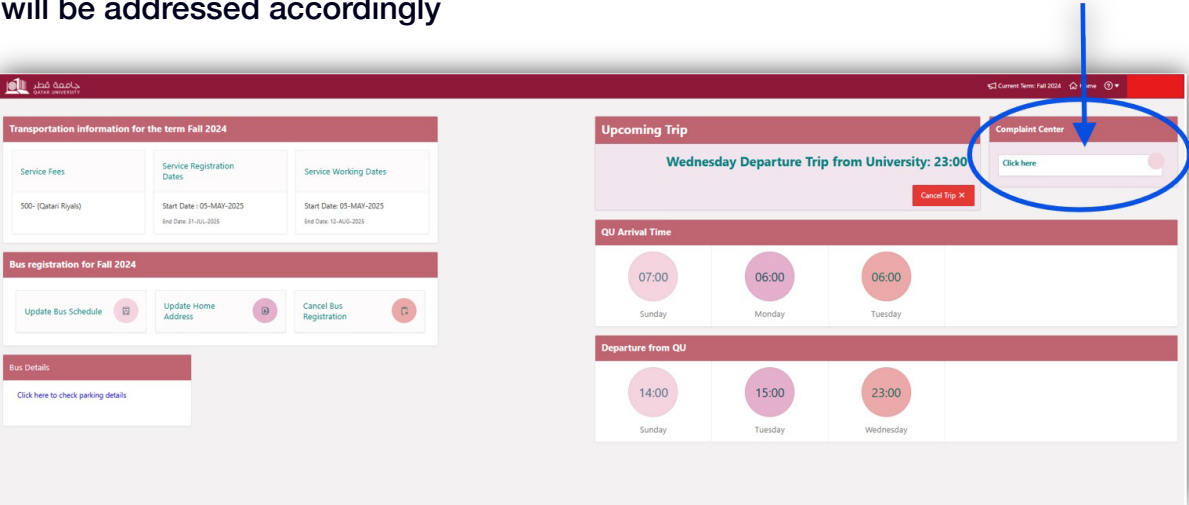 will be addressed accordingly
جامعة قطر
QATAR UNIVERSITY
Current Term: Fall 2024 Home
Transportation information for the term Fall 2024
Service Fees
500- (Qatari Riyals)
Service Registration
Dates
Start Date : 05-MAY-2025
End Date: 31-JUL-2025
Service Working Dates
Start Date: 05-MAY-2025
End Date: 12-AUG-2025
Bus registration for Fall 2024
Update Bus Schedule
Update Home
Address
Cancel Bus
Registration
Bus Details
Click here to check parking details
Upcoming Trip
Wednesday Departure Trip from University: 23:00
Cancel Trip ×
Complaint Center
Click here
QU Arrival Time
07:00
Sunday
06:00
Monday
06:00
Tuesday
Departure from QU
14:00
Sunday
15:00
Tuesday
23:00
Wednesday